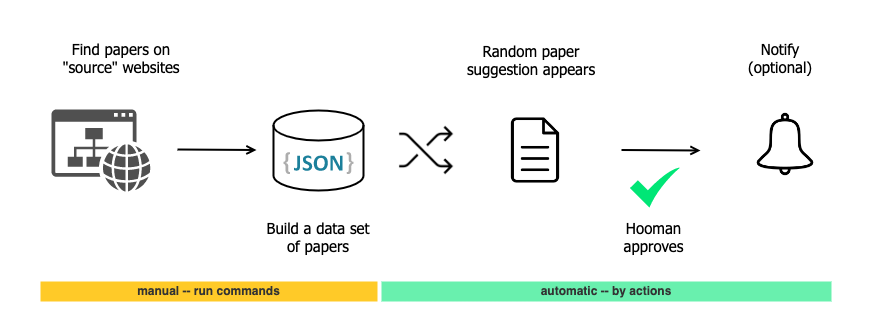 Find papers on
"source" websites
Random paper
suggestion appears
Notify
(optional)
{JSON}
Build a data set
of papers
Hooman
approves
manual -- run commands
automatic -- by actions